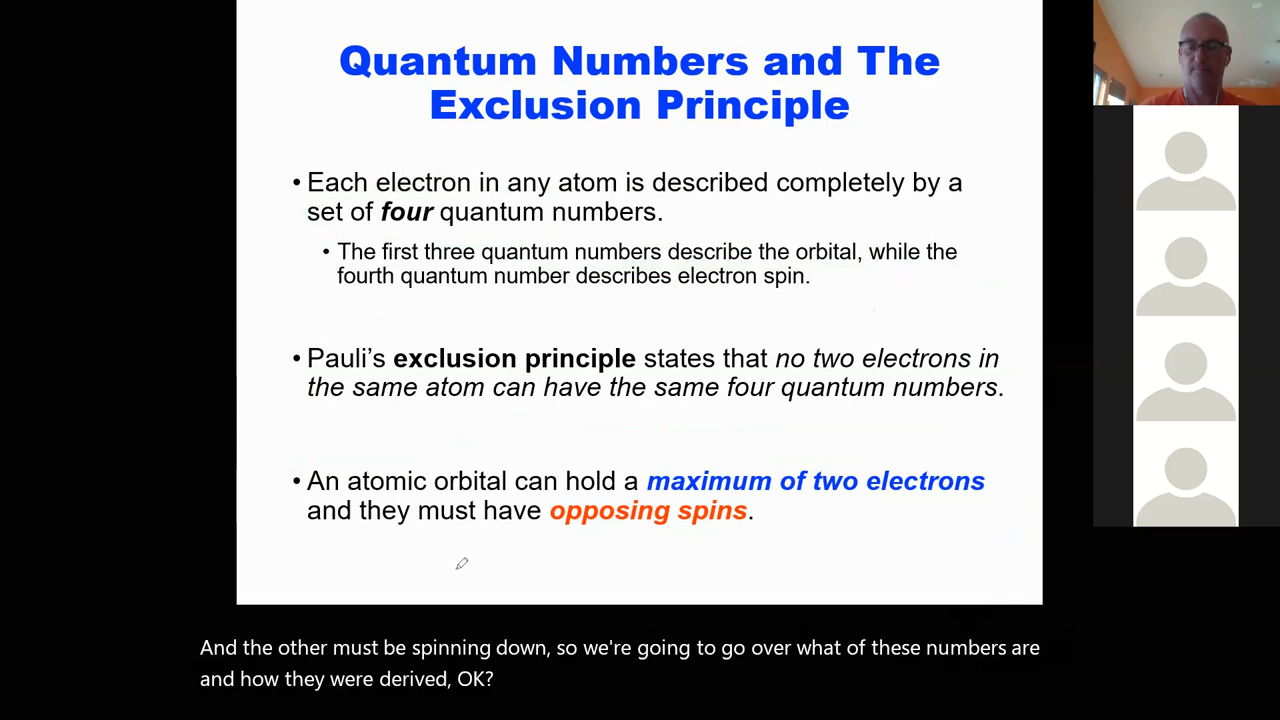 Quantum Numbers and The
Exclusion Principle
• Each electron in any atom is described completely by a
set of four quantum numbers.
• The first three quantum numbers describe the orbital, while the
fourth quantum number describes electron spin.
• Pauli’s exclusion principle states that no two electrons in
the same atom can have the same four quantum numbers.
• An atomic orbital can hold a maximum of two electrons
and they must have opposing spins.
And the other must be spinning down, so we're going to go over what of these numbers are
and how they were derived, OK?